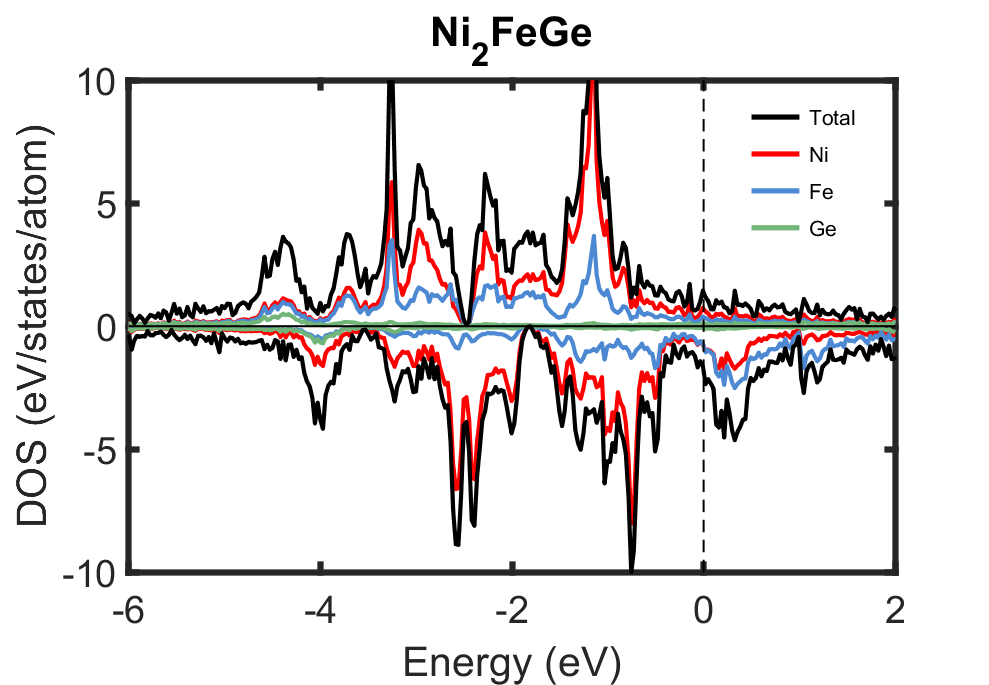 Ni₂FeGe
DOS (eV/states/atom)
10
5
0
0
-5
-10
Total
Ni
Fe
Ge
-6 -4 -2 0 2
Energy (eV)